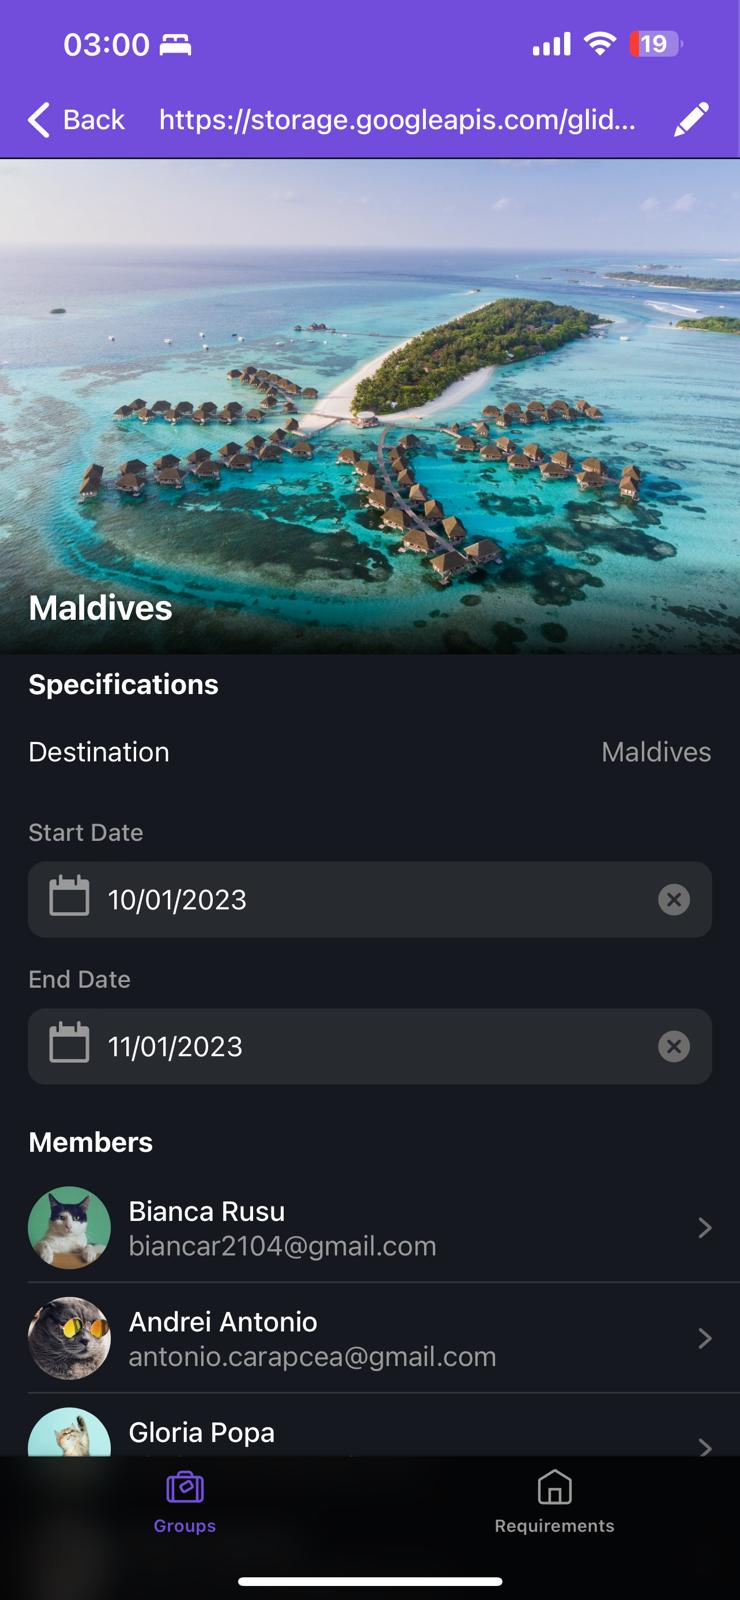 03:00
19
Back
https://storage.googleapis.com/glid...
Maldives
Specifications
Destination
Maldives
Start Date
10/01/2023
End Date
11/01/2023
Members
Bianca Rusu
biancar2104@gmail.com
Andrei Antonio
antonio.carapcea@gmail.com
Gloria Popa
Groups
Requirements